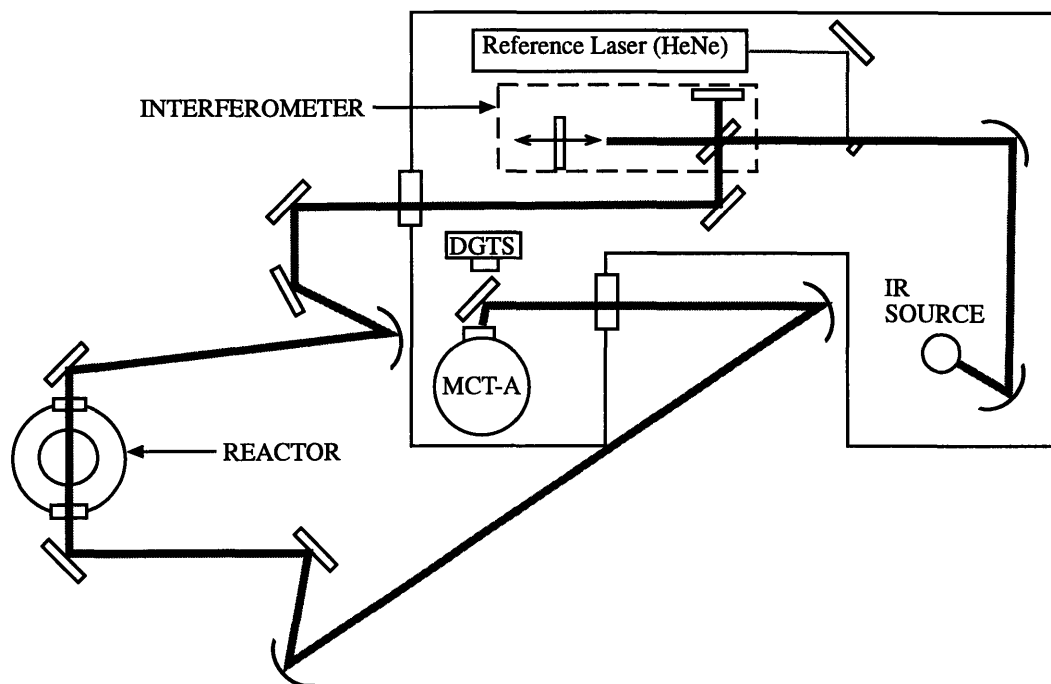 Reference Laser (HeNe)
INTERFEROMETER
DGTS
IR
SOURCE
MCT-A
REACTOR